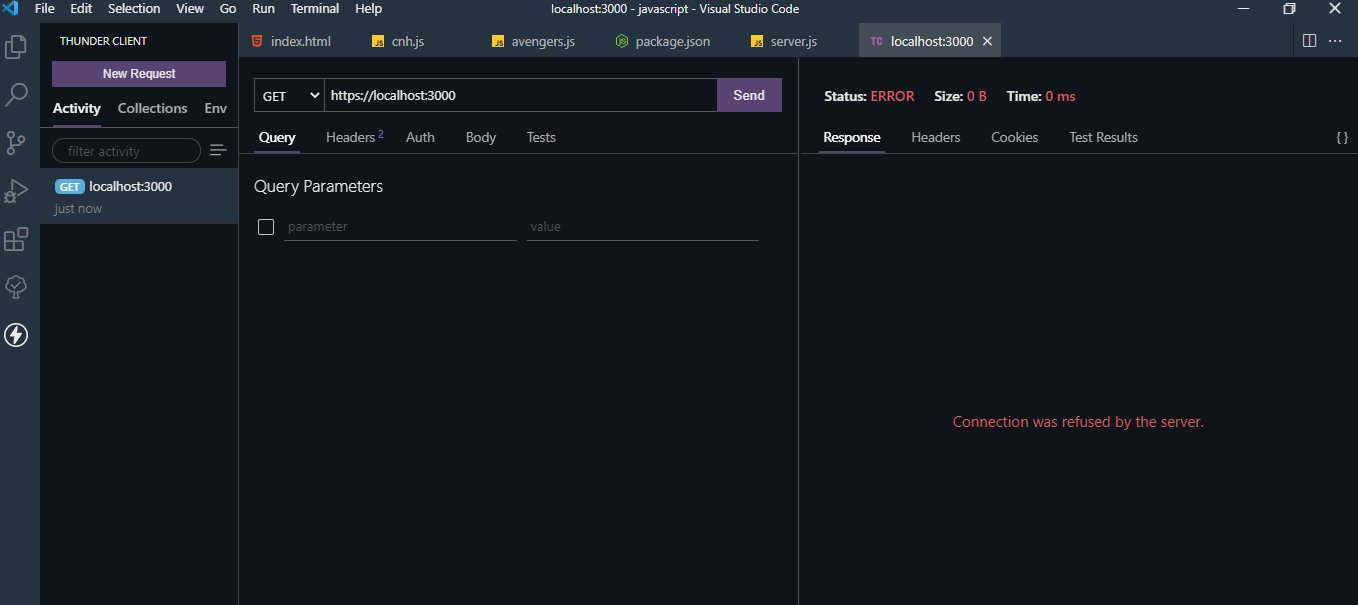 File Edit Selection View Go Run Terminal Help localhost:3000 - javascript - Visual Studio Code
THUNDER CLIENT
index.html
JS cnh.js
JS avengers.js
package.json
JS server.js
TC localhost:3000
New Request
Activity Collections Env
filter activity
GET localhost:3000
just now
GET https://localhost:3000 Send
Query Headers 2 Auth Body Tests
Query Parameters
parameter value
Status: ERROR Size: 0 B Time: 0 ms
Response Headers Cookies Test Results { }
Connection was refused by the server.